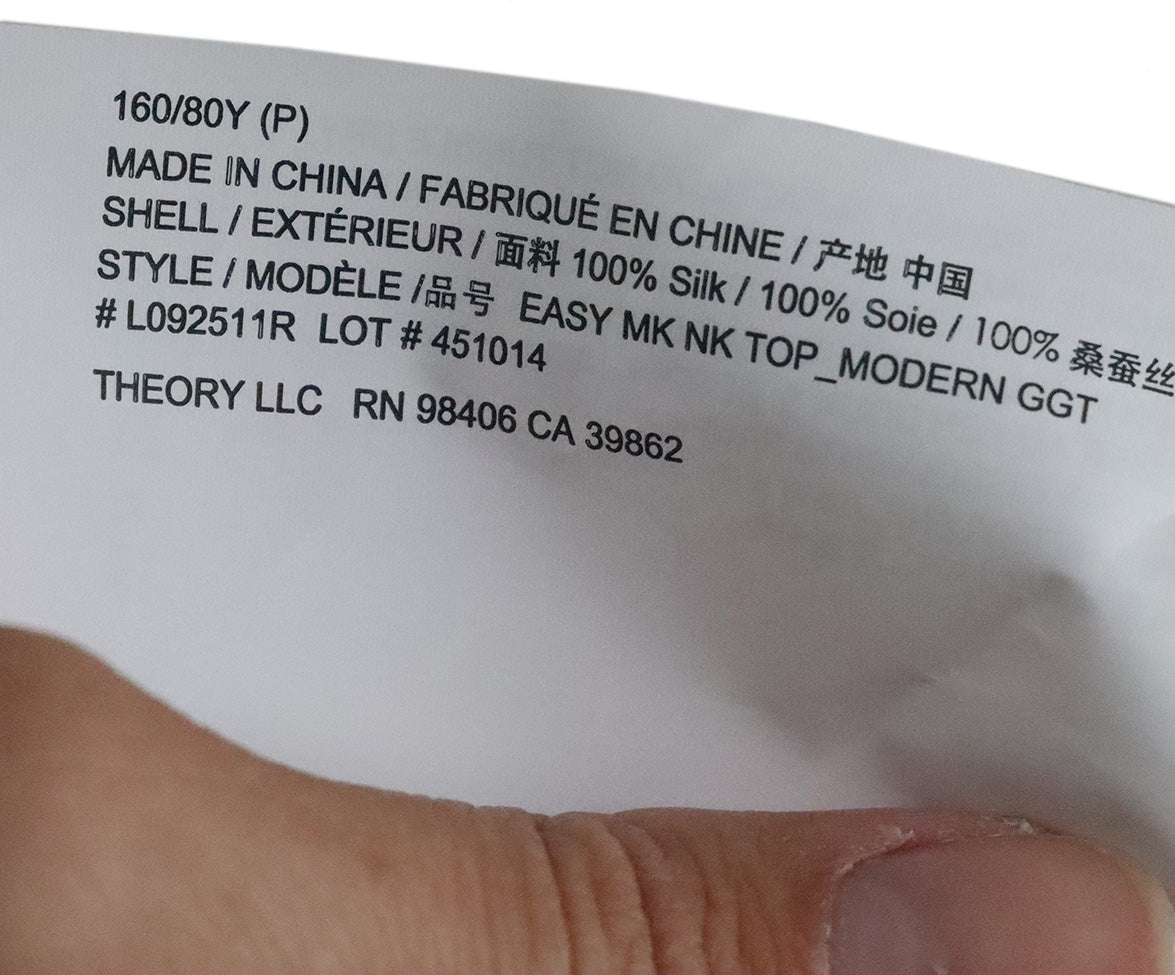 160/80Y (P)
MADE IN CHINA / FABRIQUÉ EN CHINE / 产地 中国
SHELL / EXTÉRIEUR / 面料 100% Silk / 100% Soie / 100% 桑蚕丝
STYLE / MODÈLE /品号 EASY MK NK TOP_MODERN GGT
# L092511R LOT # 451014
THEORY LLC RN 98406 CA 39862